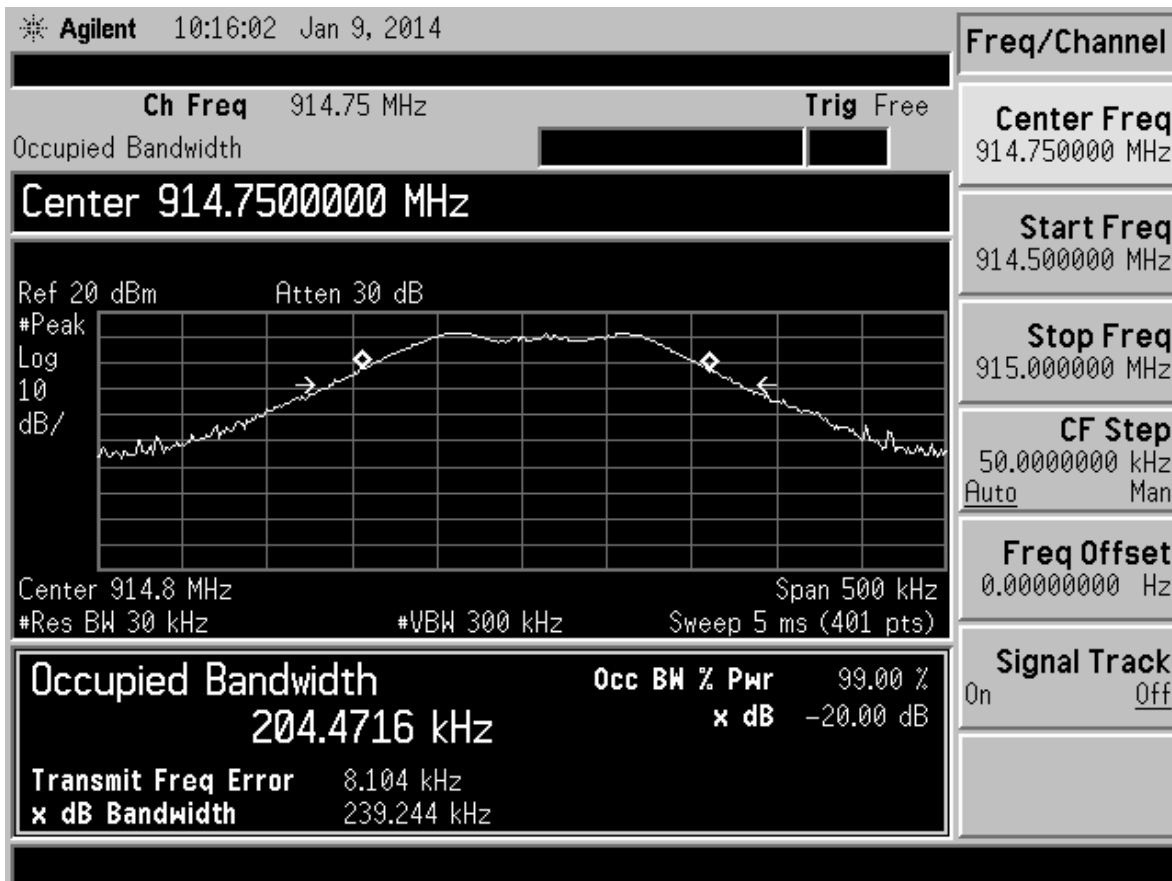 Agilent 10:16:02 Jan 9, 2014
Ch Freq 914.75 MHz Trig Free
Occupied Bandwidth
Center 914.7500000 MHz
Ref 20 dBm Atten 30 dB
#Peak
Log
10
dB/
Center 914.8 MHz Span 500 kHz
#Res BW 30 kHz #VBW 300 kHz Sweep 5 ms (401 pts)
Occupied Bandwidth
204.4716 kHz
Occ BW % Pwr 99.00 %
x dB -20.00 dB
Transmit Freq Error 8.104 kHz
x dB Bandwidth 239.244 kHz
Freq/Channel
Center Freq
914.750000 MHz
Start Freq
914.500000 MHz
Stop Freq
915.000000 MHz
CF Step
50.0000000 kHz
Auto Man
Freq Offset
0.00000000 Hz
Signal Track
On Off